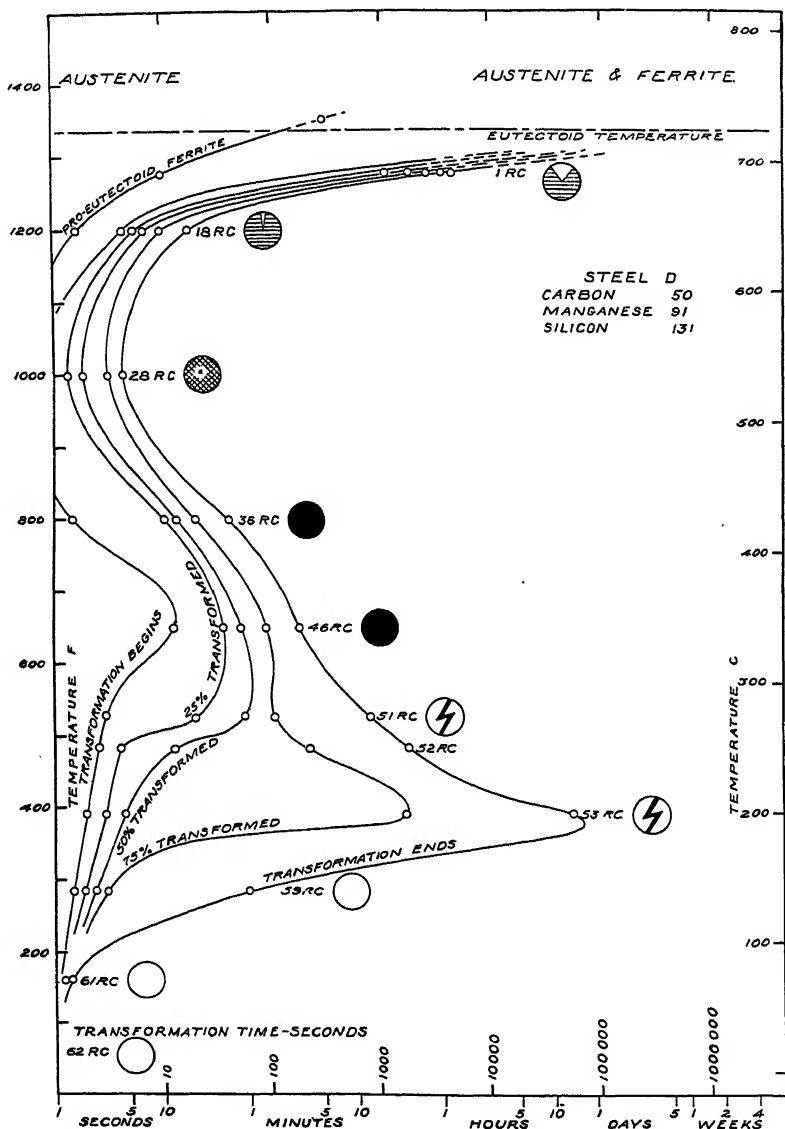 800
AUSTENITE
AUSTENITE & FERRITE
1400
EUTECTOID TEMPERATURE
PRO-EUTECTOID FERRITE
700
1 RC
1200
18 RC
STEEL D
CARBON 50
MANGANESE 91
SILICON 131
600
1000
28 RC
500
800
36 RC
400
46 RC
25% TRANSFORMED
TRANSFORMATION BEGINS
TEMPERATURE F
600
300
51 RC
52 RC
TEMPERATURE C
50% TRANSFORMED
400
53 RC
200
75% TRANSFORMED
TRANSFORMATION ENDS
59 RC
200
100
61 RC
TRANSFORMATION TIME-SECONDS
62 RC
10 100 1000 10000 100000 1000000
1 5 10 1 5 10 1 5 10 1 5 1 2 4
SECONDS MINUTES HOURS DAYS WEEKS